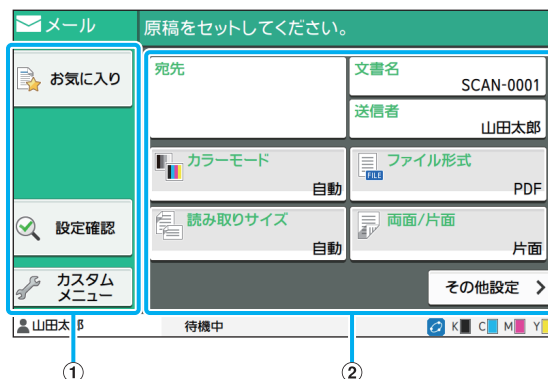 メール
原稿をセットしてください。
お気に入り
設定確認
カスタム
メニュー
宛先
文書名
SCAN-0001
送信者
山田太郎
カラーモード
自動
ファイル形式
FILE
PDF
読み取りサイズ
自動
両面/片面
片面
その他設定
山田太郎
待機中
K C M Y
① ②